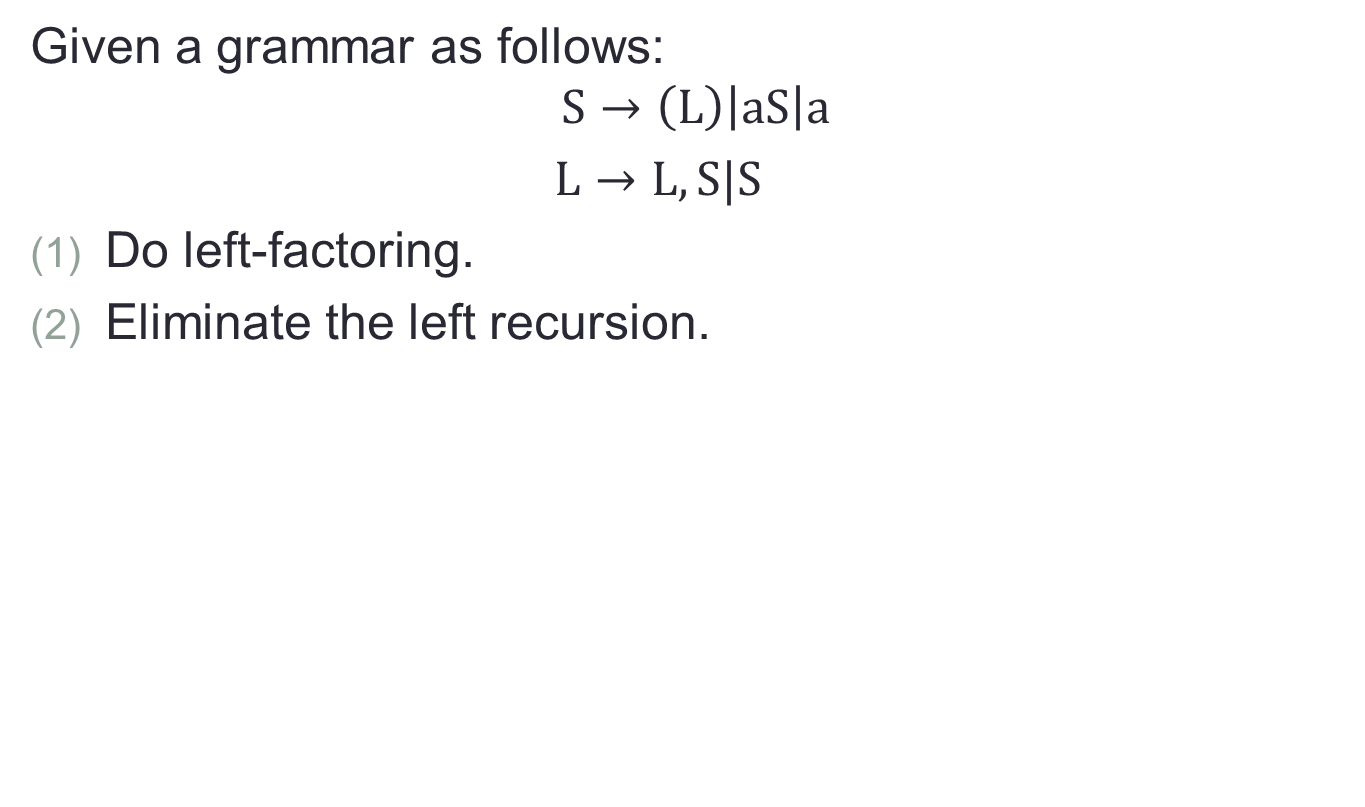 Given a grammar as follows:
S → (L)|aS|a
L → L, S|S
(1) Do left-factoring.
(2) Eliminate the left recursion.